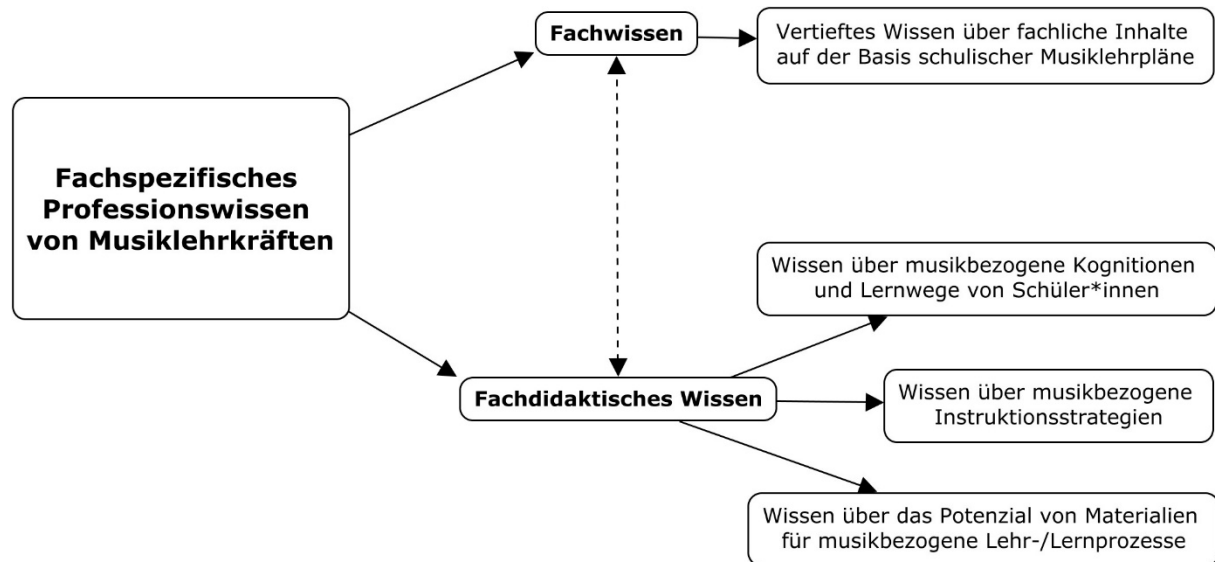 Fachwissen
Vertieftes Wissen über fachliche Inhalte
auf der Basis schulischer Musiklehrpläne
Fachspezifisches
Professionswissen
von Musiklehrkräften
Wissen über musikbezogene Kognitionen
und Lernwege von Schüler*innen
Fachdidaktisches Wissen
Wissen über musikbezogene
Instruktionsstrategien
Wissen über das Potenzial von Materialien
für musikbezogene Lehr-/Lernprozesse